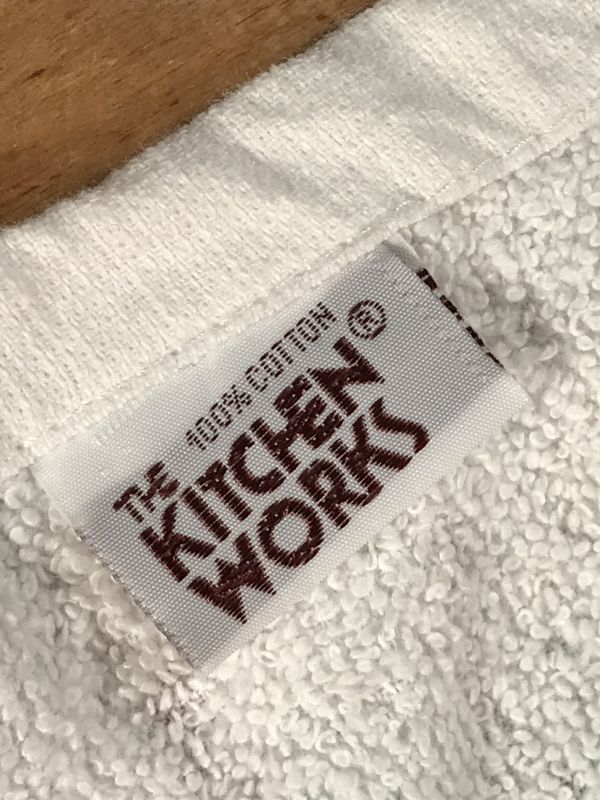 100% COTTON
THE
KITCHEN®
WORKS